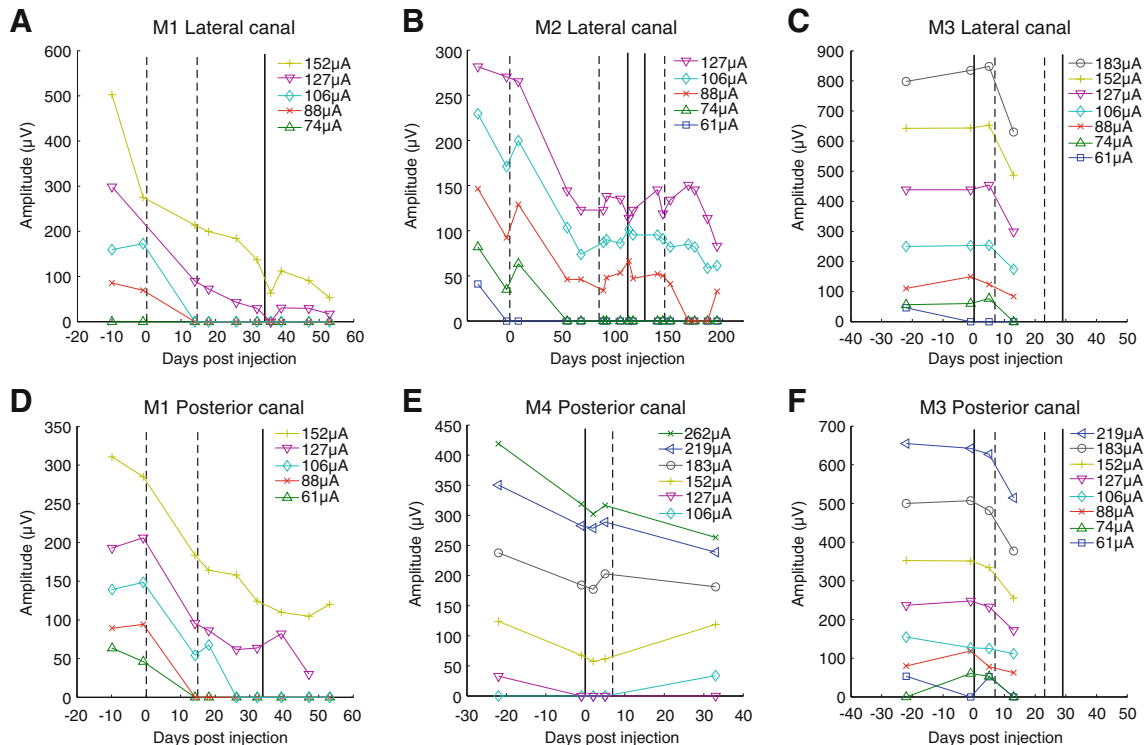 A
M1 Lateral canal
600
500
400
300
200
100
0
-20 -10 0 10 20 30 40 50 60
Amplitude (µV)
Days post injection
152µA
127µA
106µA
88µA
74µA
B
M2 Lateral canal
300
250
200
150
100
50
0
0 50 100 150 200
Amplitude (µV)
Days post injection
127µA
106µA
88µA
74µA
61µA
C
M3 Lateral canal
900
800
700
600
500
400
300
200
100
0
-40 -30 -20 -10 0 10 20 30 40 50
Amplitude (µV)
Days post injection
183µA
152µA
127µA
106µA
88µA
74µA
61µA
D
M1 Posterior canal
350
300
250
200
150
100
50
0
-20 -10 0 10 20 30 40 50 60
Amplitude (µV)
Days post injection
152µA
127µA
106µA
88µA
61µA
E
M4 Posterior canal
450
400
350
300
250
200
150
100
50
0
-30 -20 -10 0 10 20 30 40
Amplitude (µV)
Days post injection
262µA
219µA
183µA
152µA
127µA
106µA
F
M3 Posterior canal
700
600
500
400
300
200
100
0
-40 -30 -20 -10 0 10 20 30 40 50
Amplitude (µV)
Days post injection
219µA
183µA
152µA
127µA
106µA
88µA
74µA
61µA